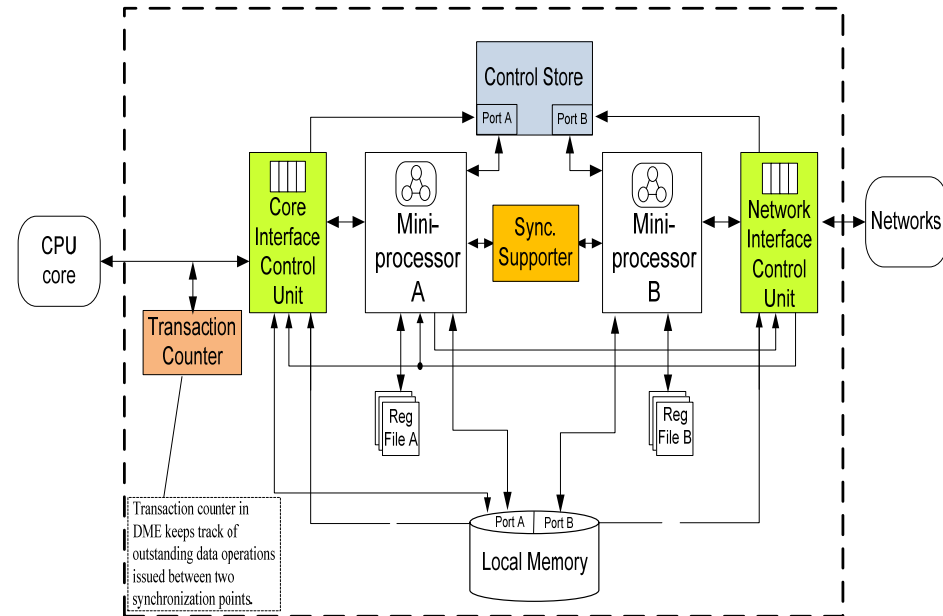 Control Store
Port A
Port B
Core
Interface
Control
Unit
Mini-
processor
A
Sync.
Supporter
Mini-
processor
B
Network
Interface
Control
Unit
CPU
core
Networks
Transaction
Counter
Reg
File A
Reg
File B
Transaction counter in
DME keeps track of
outstanding data operations
issued between two
synchronization points.
Port A
Port B
Local Memory